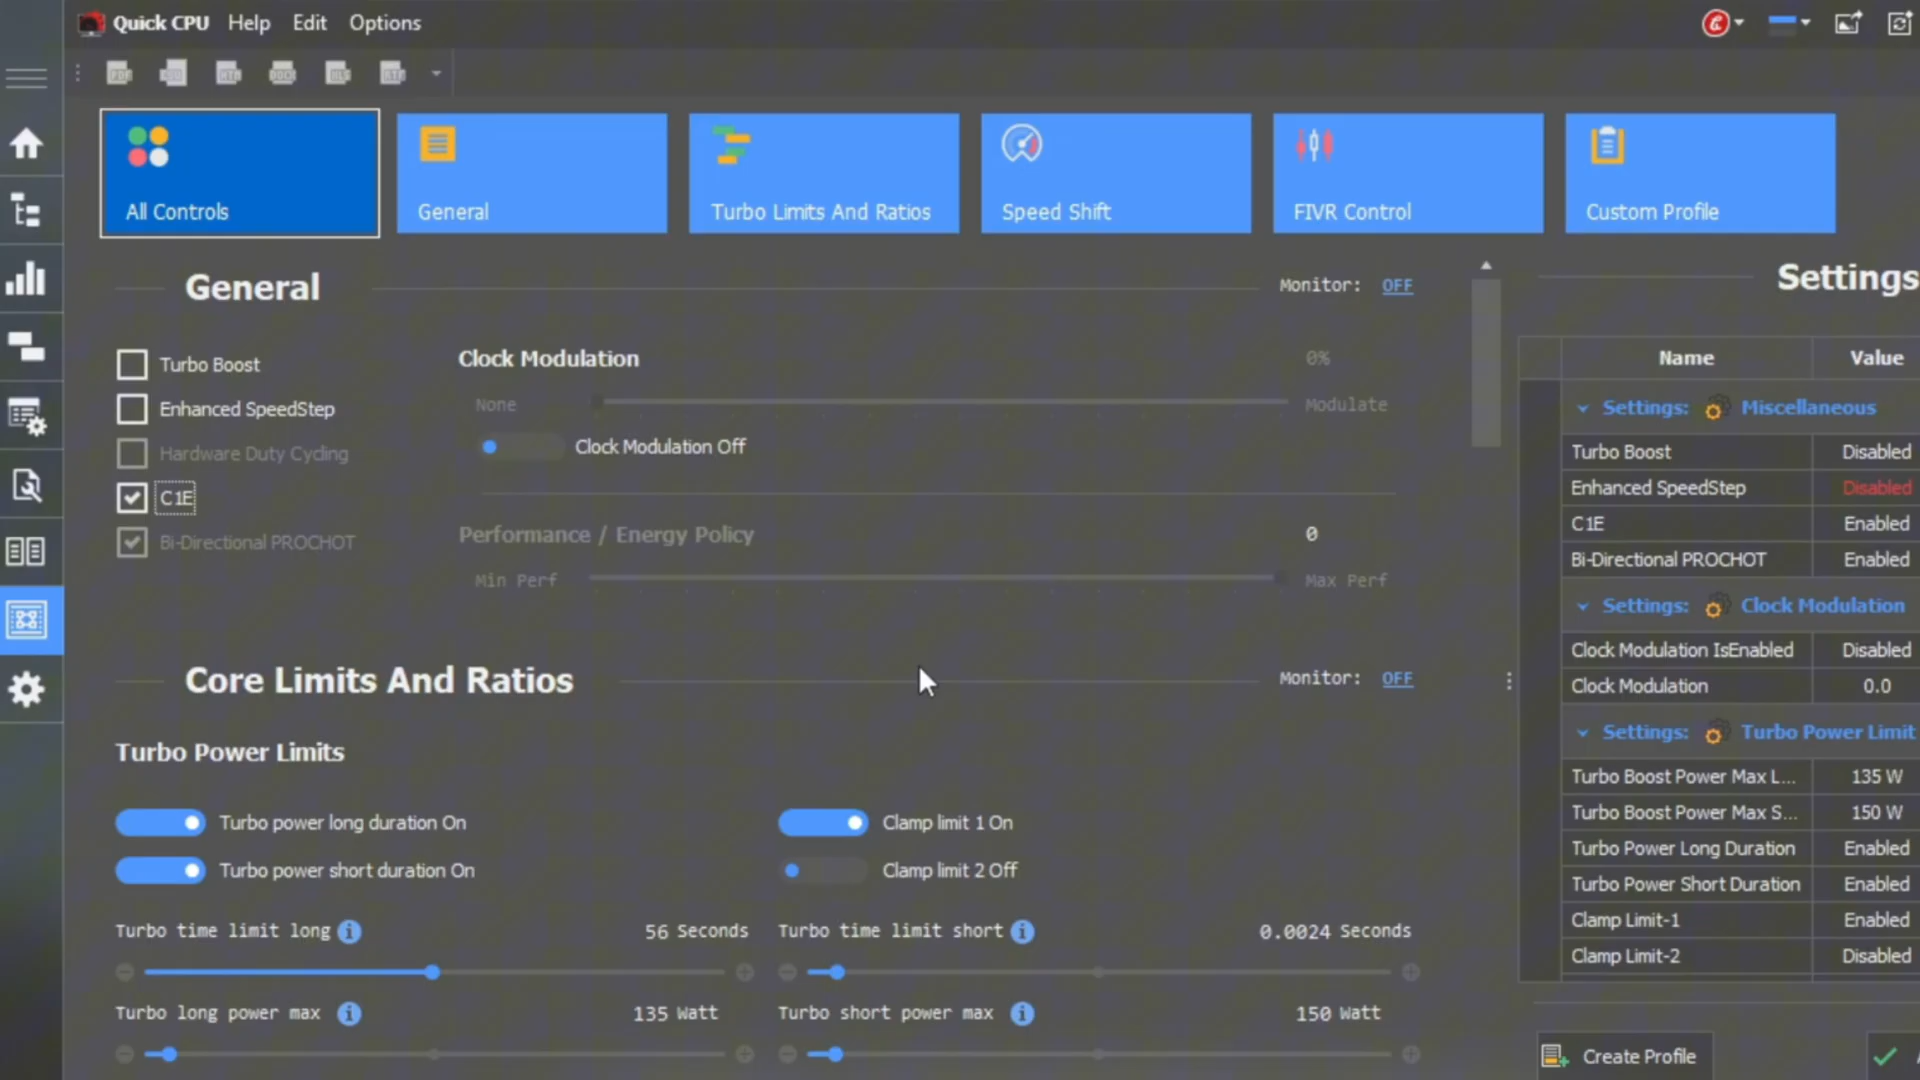 Quick CPU Help Edit Options
All Controls
General
Turbo Limits And Ratios
Speed Shift
FIVR Control
Custom Profile
General
Monitor: OFF
Settings
Turbo Boost
Enhanced SpeedStep
Hardware Duty Cycling
C1E
Bi-Directional PROCHOT
Clock Modulation
0%
None
Modulate
Clock Modulation Off
Performance / Energy Policy
0
Min Perf
Max Perf
Core Limits And Ratios
Monitor: OFF
Turbo Power Limits
Turbo power long duration On
Clamp limit 1 On
Turbo power short duration On
Clamp limit 2 Off
Turbo time limit long
56 Seconds
Turbo time limit short
0.0024 Seconds
Turbo long power max
135 Watt
Turbo short power max
150 Watt
Name Value
Settings: Miscellaneous
Turbo Boost Disabled
Enhanced SpeedStep Disabled
C1E Enabled
Bi-Directional PROCHOT Enabled
Settings: Clock Modulation
Clock Modulation IsEnabled Disabled
Clock Modulation 0.0
Settings: Turbo Power Limit
Turbo Boost Power Max L... 135 W
Turbo Boost Power Max S... 150 W
Turbo Power Long Duration Enabled
Turbo Power Short Duration Enabled
Clamp Limit-1 Enabled
Clamp Limit-2 Disabled
Create Profile